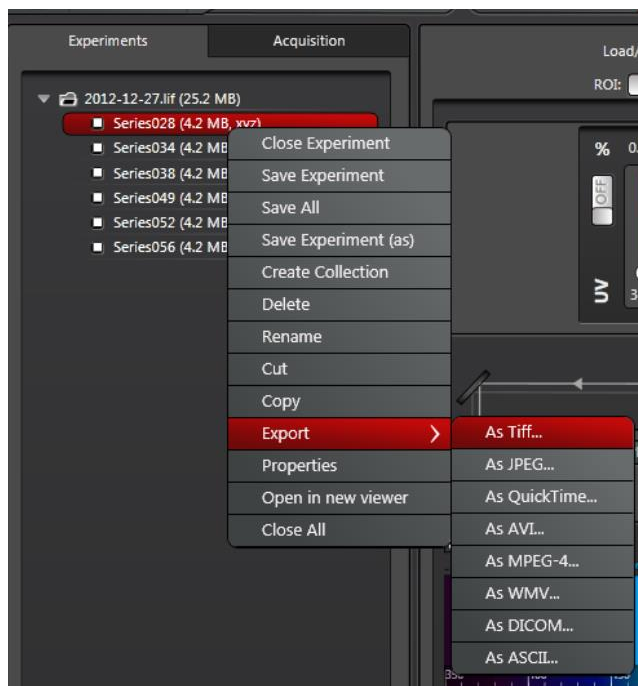 Experiments
Acquisition
Load/
ROI:
2012-12-27.lif (25.2 MB)
Series028 (4.2 MB, xyz)
Series034 (4.2 MB
Series038 (4.2 MB
Series049 (4.2 MB
Series052 (4.2 MB
Series056 (4.2 MB
Close Experiment
Save Experiment
Save All
Save Experiment (as)
Create Collection
Delete
Rename
Cut
Copy
Export
Properties
Open in new viewer
Close All
As Tiff...
As JPEG...
As QuickTime...
As AVI...
As MPEG-4...
As WMV...
As DICOM...
As ASCII...
% 0.
OFF
UV
3
350